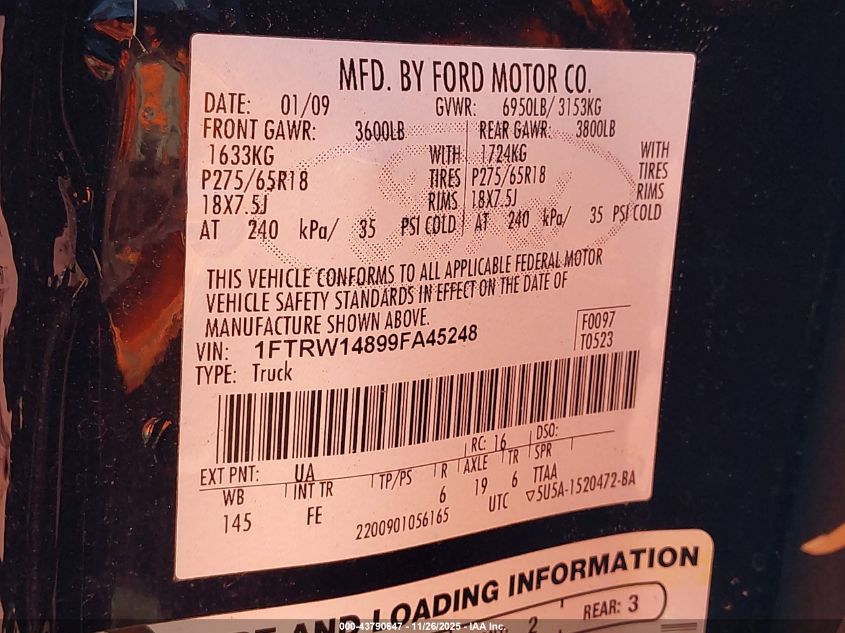 MFD. BY FORD MOTOR CO.
DATE: 01/09 GVWR: 6950LB/ 3153KG
FRONT GAWR: 3600LB REAR GAWR: 3800LB
1633KG WITH 1724KG WITH
P275/65R18 TIRES P275/65R18 TIRES
18X7.5J RIMS 18X7.5J RIMS
AT 240 kPa/ 35 PSI COLD AT 240 kPa/ 35 PSI COLD
THIS VEHICLE CONFORMS TO ALL APPLICABLE FEDERAL MOTOR
VEHICLE SAFETY STANDARDS IN EFFECT ON THE DATE OF
MANUFACTURE SHOWN ABOVE.
VIN: 1FTRW14899FA45248
F0097
T0523
TYPE: Truck
EXT PNT: UA RC: 16 DSO:
WB INT TR TP/PS R AXLE TR SPR
145 FE 6 19 6 TTAA
2200901056165 UTC ▽5U5A-1520472-BA
AND LOADING INFORMATION
2 REAR: 3
000-43790647 - 11/26/2025 - IAA Inc.